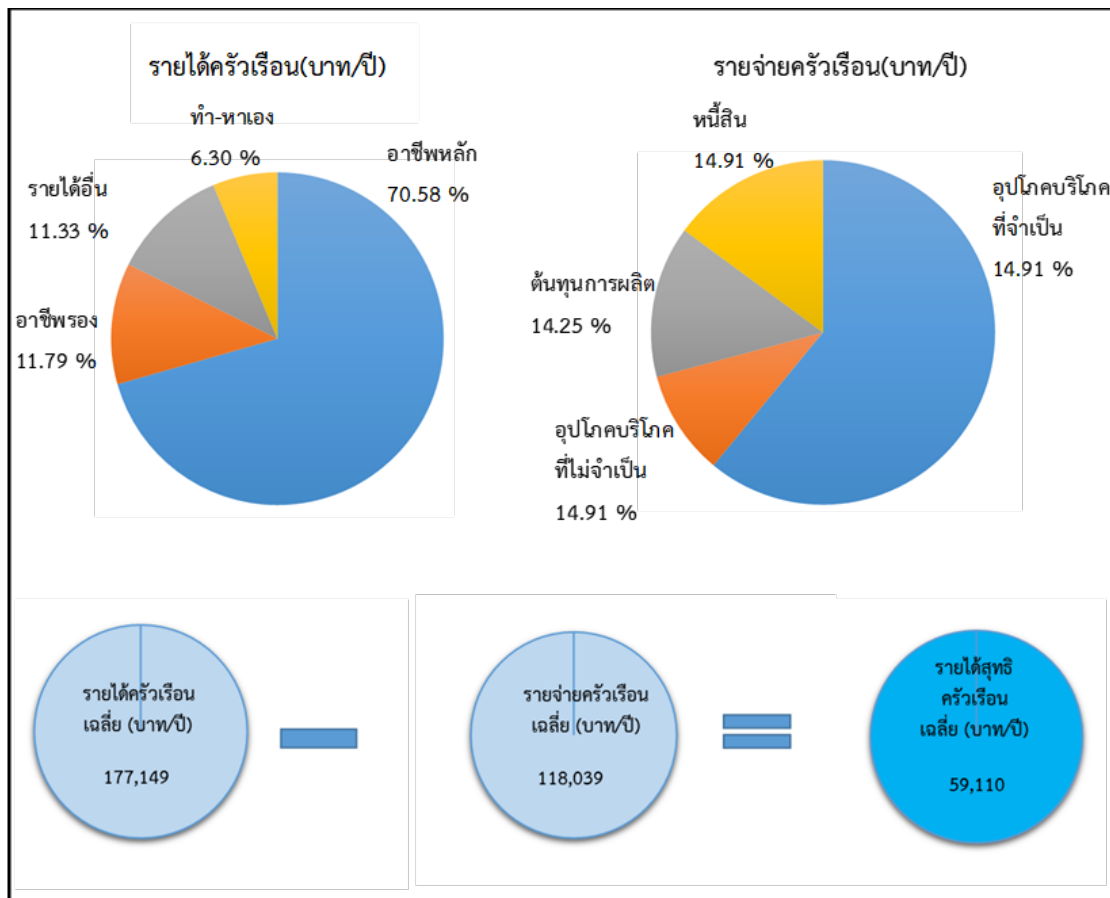 รายได้ครัวเรือน(บาท/ปี)
ทำ-หาเอง
6.30 %
อาชีพหลัก
70.58 %
รายได้อื่น
11.33 %
อาชีพรอง
11.79 %
รายจ่ายครัวเรือน(บาท/ปี)
หนี้สิน
14.91 %
อุปโภคบริโภค
ที่จำเป็น
14.91 %
ต้นทุนการผลิต
14.25 %
อุปโภคบริโภค
ที่ไม่จำเป็น
14.91 %
รายได้ครัวเรือน
เฉลี่ย (บาท/ปี)
177,149
รายจ่ายครัวเรือน
เฉลี่ย (บาท/ปี)
118,039
รายได้สุทธิ
ครัวเรือน
เฉลี่ย (บาท/ปี)
59,110